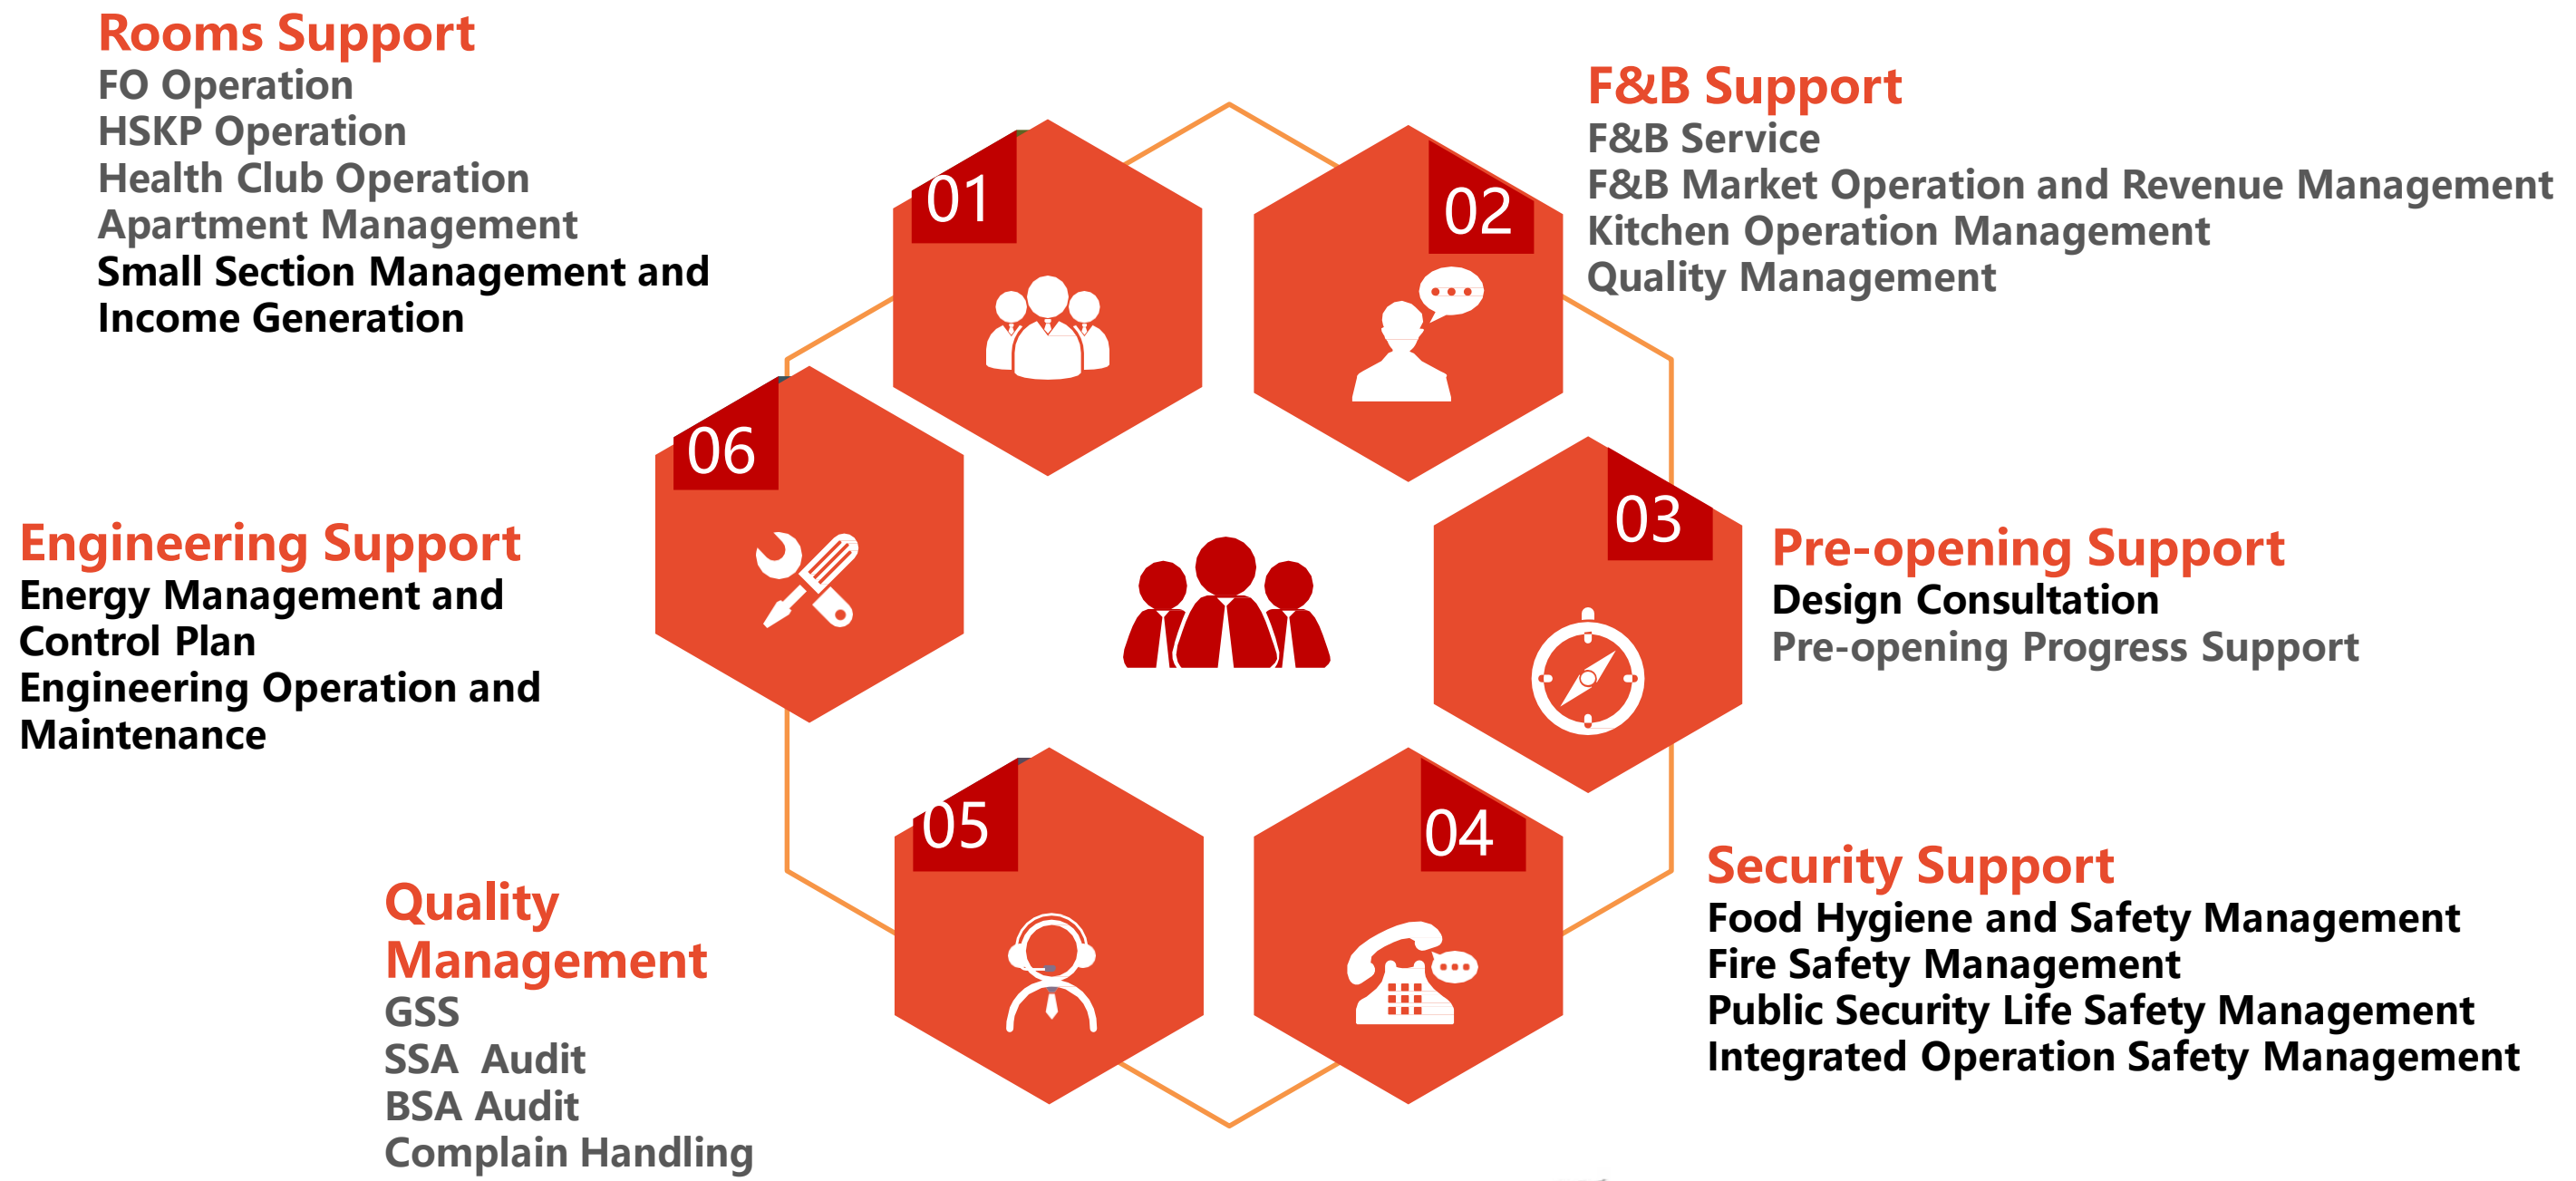 Rooms Support
FO Operation
HSKP Operation
Health Club Operation
Apartment Management
Small Section Management and
Income Generation
01
F&B Support
F&B Service
F&B Market Operation and Revenue Management
Kitchen Operation Management
Quality Management
02
03
Pre-opening Support
Design Consultation
Pre-opening Progress Support
04
Security Support
Food Hygiene and Safety Management
Fire Safety Management
Public Security Life Safety Management
Integrated Operation Safety Management
05
Quality
Management
GSS
SSA  Audit
BSA Audit
Complain Handling
06
Engineering Support
Energy Management and
Control Plan
Engineering Operation and
Maintenance